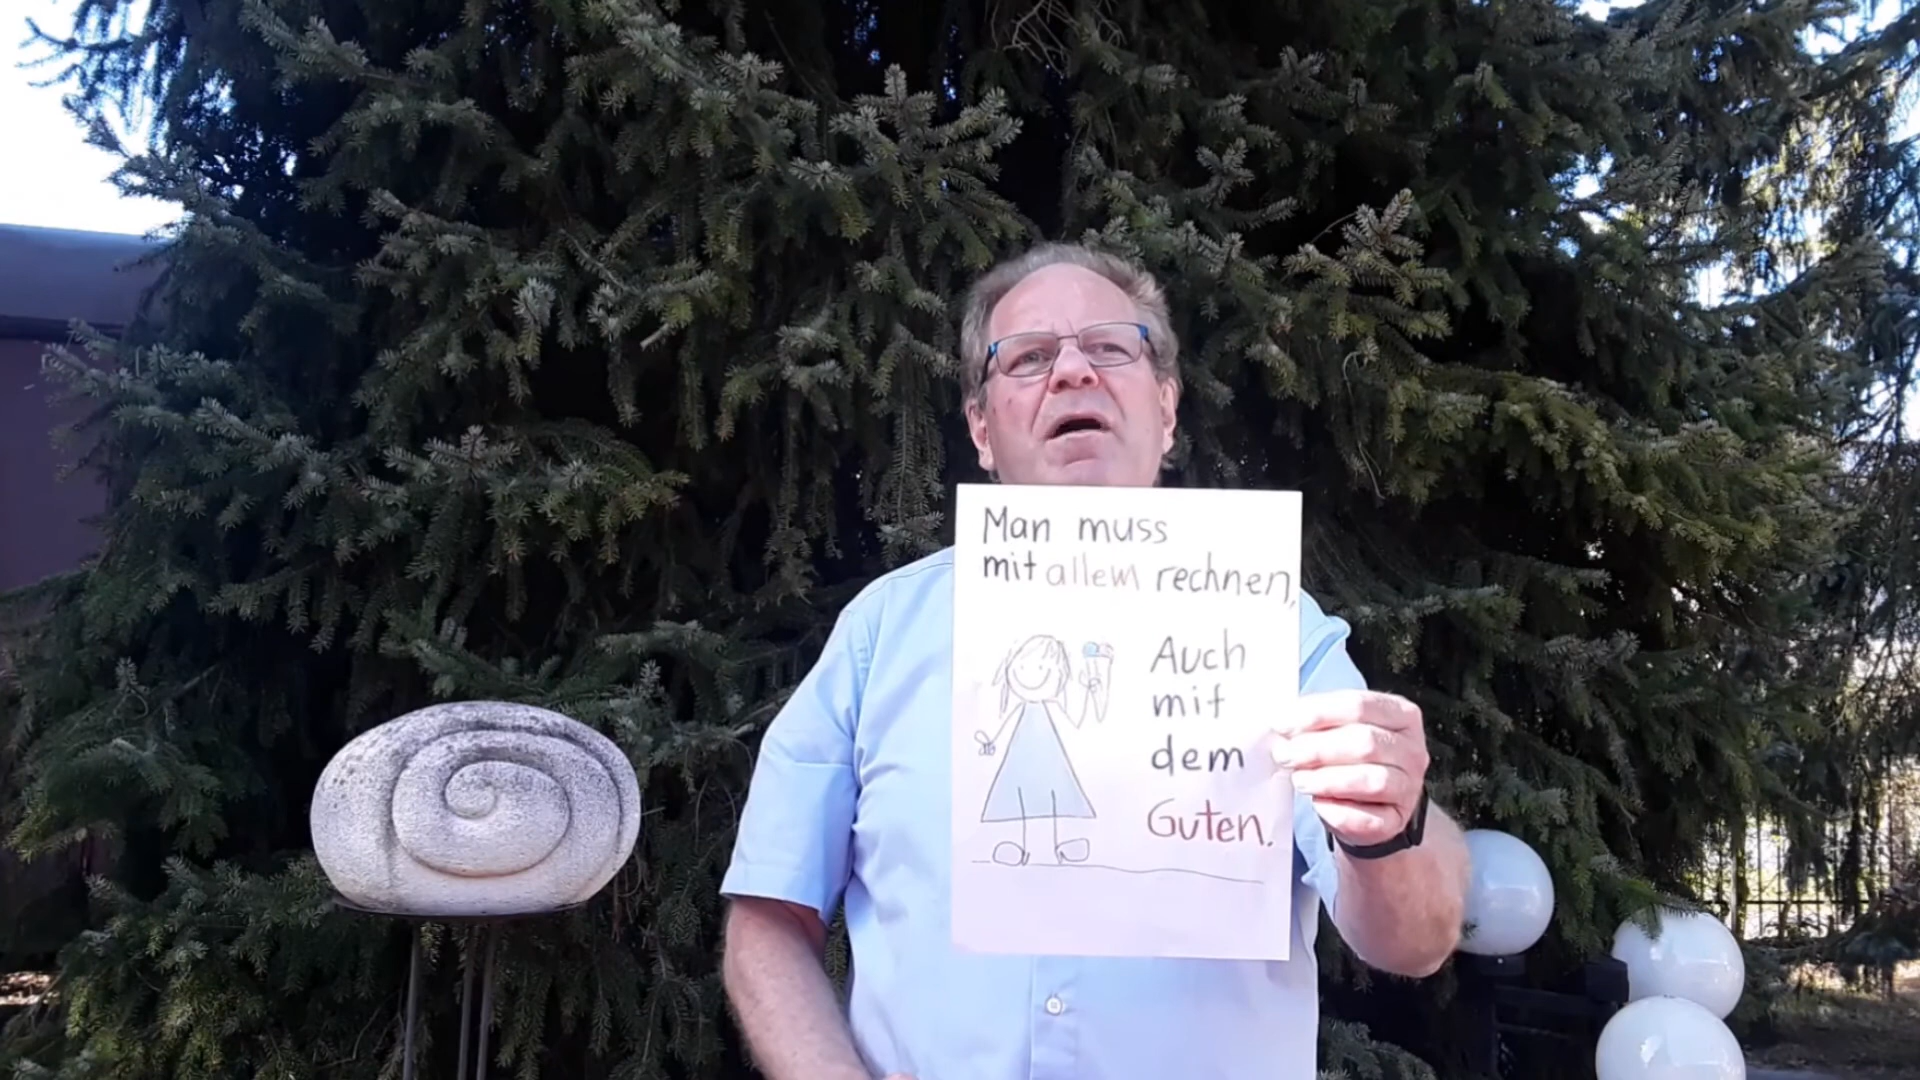 Man muss
mit allem rechnen,
Auch
mit
dem
Guten.